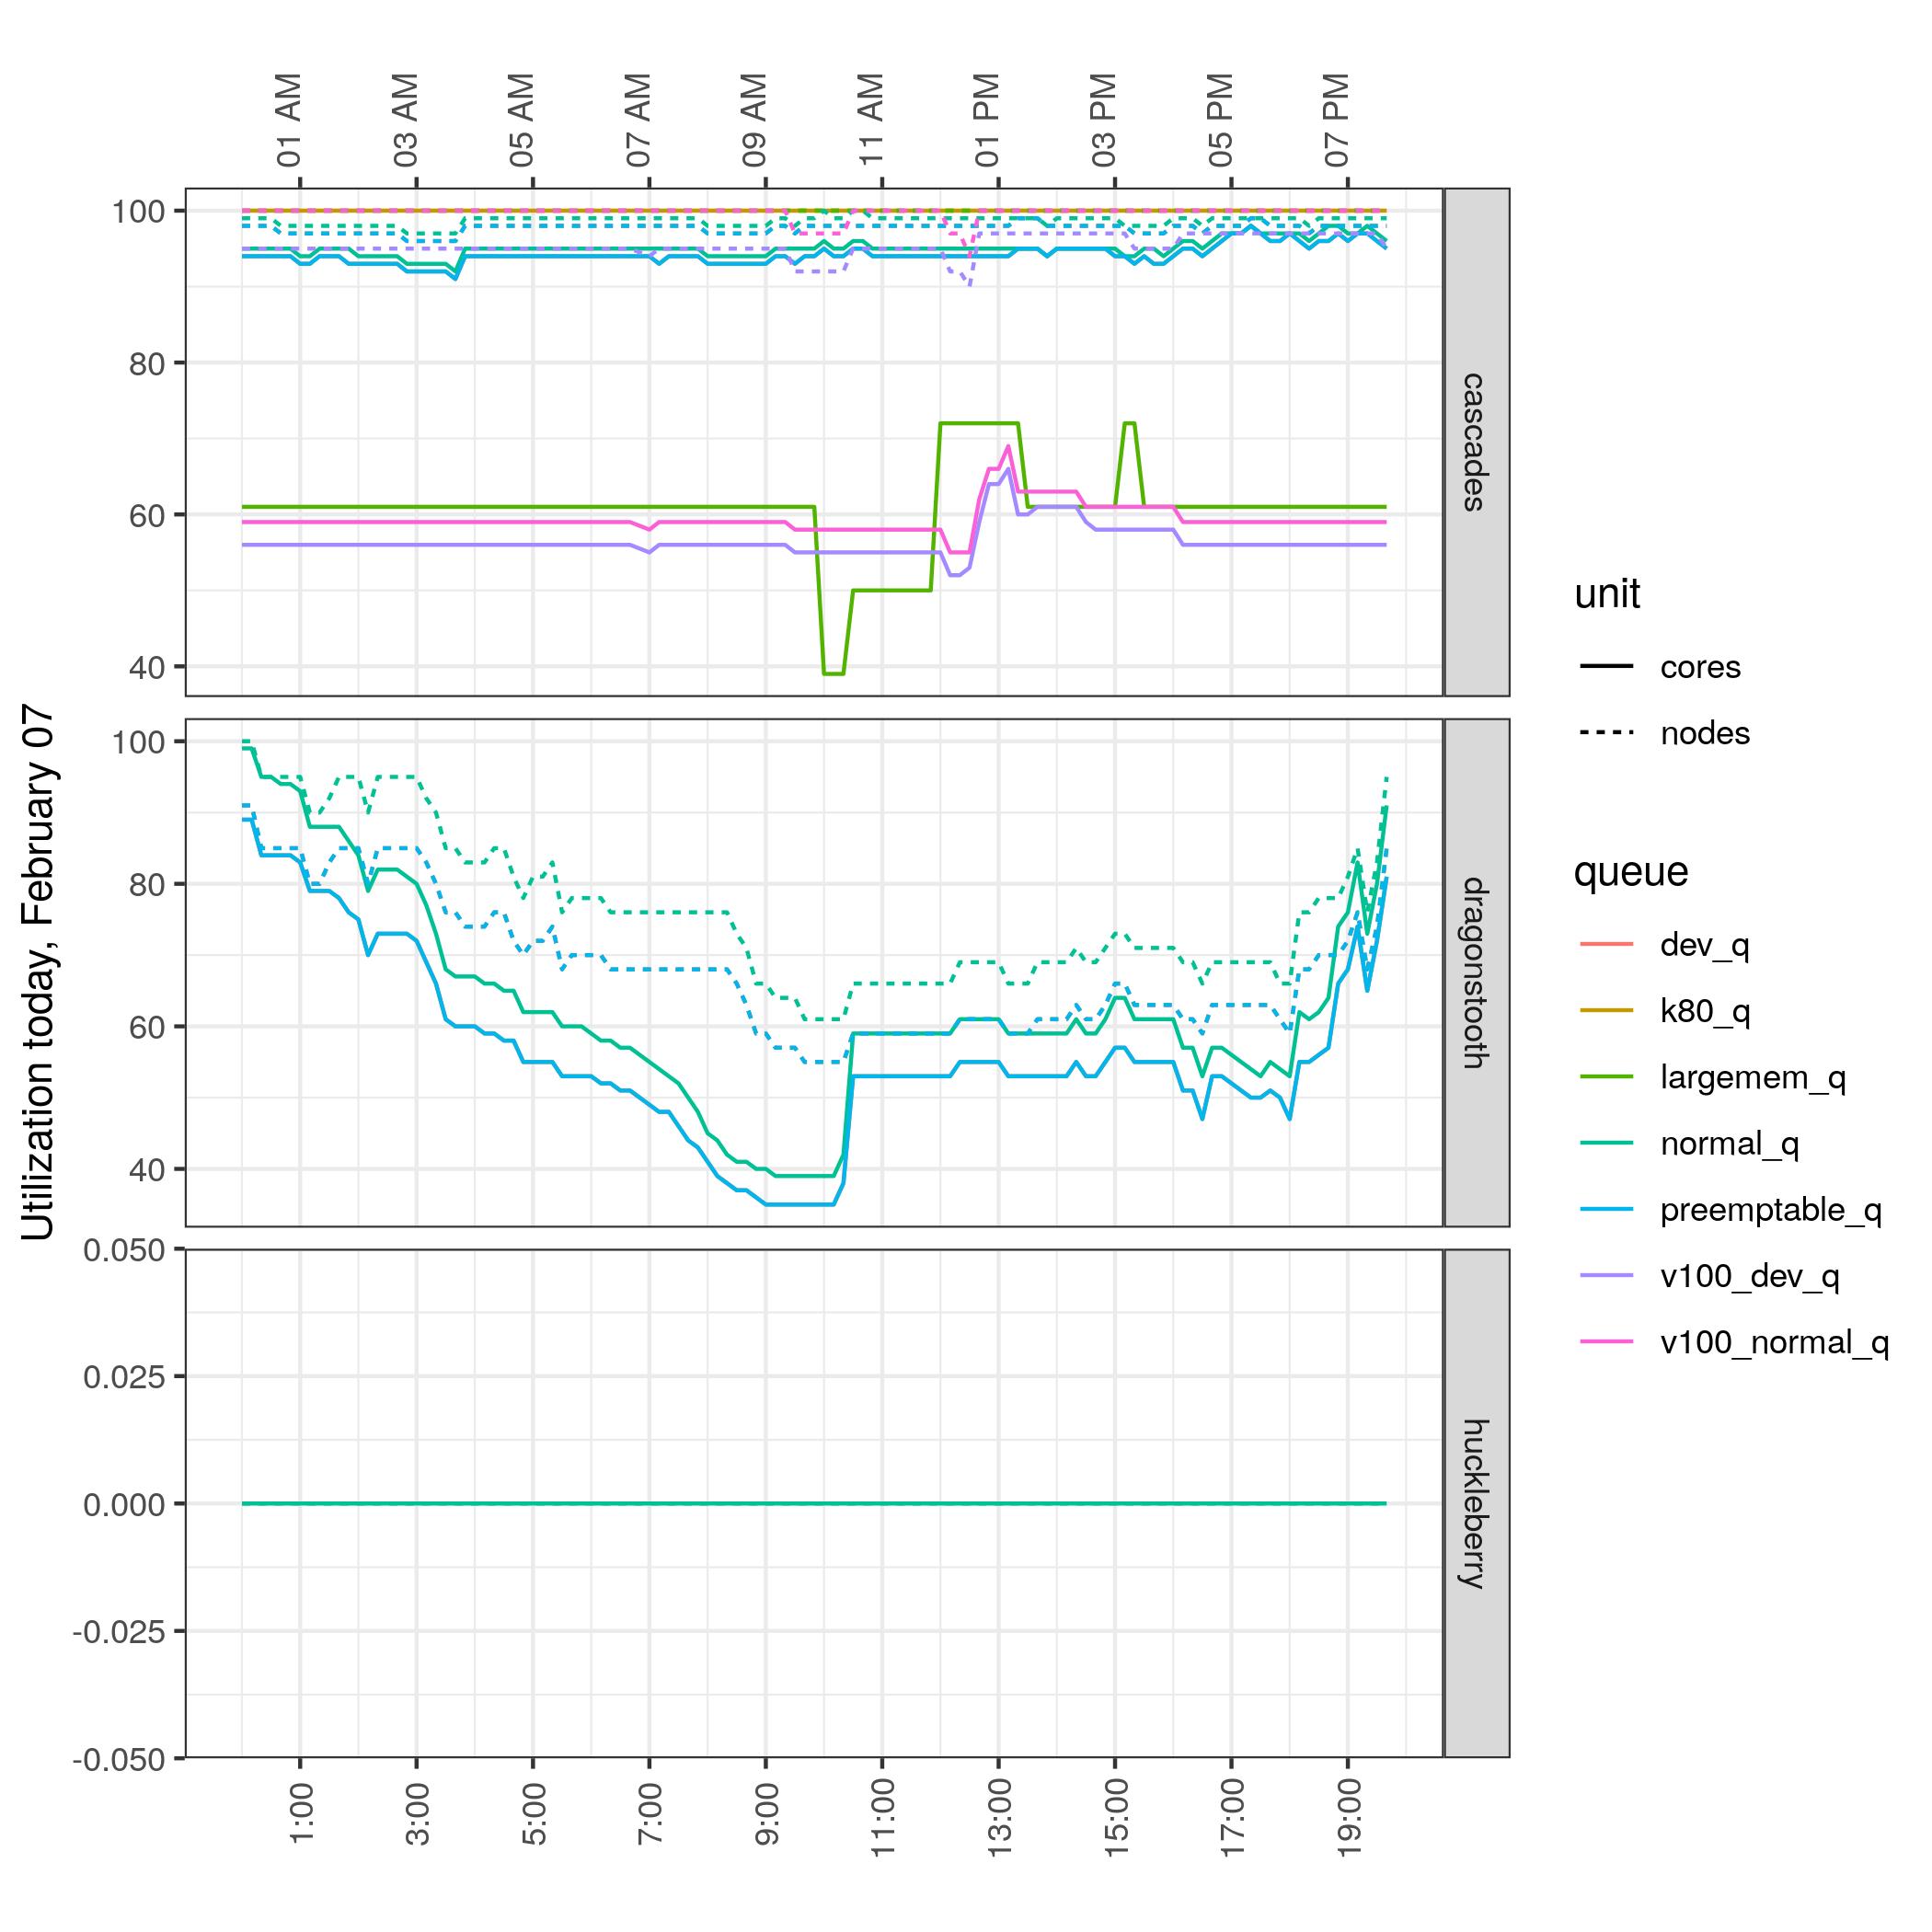 01 AM
03 AM
05 AM
07 AM
09 AM
11 AM
01 PM
03 PM
05 PM
07 PM
100
80
60
40
cascades
100
80
60
40
dragonstooth
0.050
0.025
0.000
-0.025
-0.050
huckleberry
1:00
3:00
5:00
7:00
9:00
11:00
13:00
15:00
17:00
19:00
Utilization today, February 07
unit
cores
nodes
queue
dev_q
k80_q
largemem_q
normal_q
preemptable_q
v100_dev_q
v100_normal_q